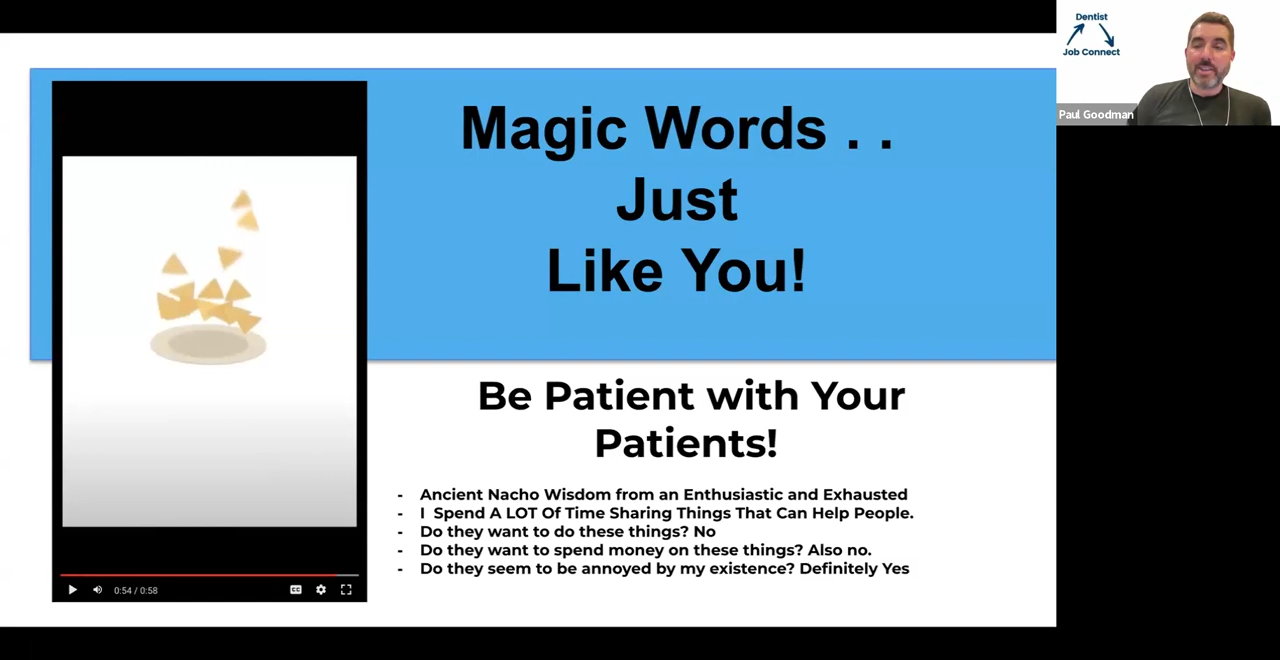 Magic Words . .
Just
Like You!
Be Patient with Your
Patients!
- Ancient Nacho Wisdom from an Enthusiastic and Exhausted
- I Spend A LOT Of Time Sharing Things That Can Help People.
- Do they want to do these things? No
- Do they want to spend money on these things? Also no.
- Do they seem to be annoyed by my existence? Definitely Yes
0:54 / 0:58
CC
Dentist
Job Connect
Paul Goodman